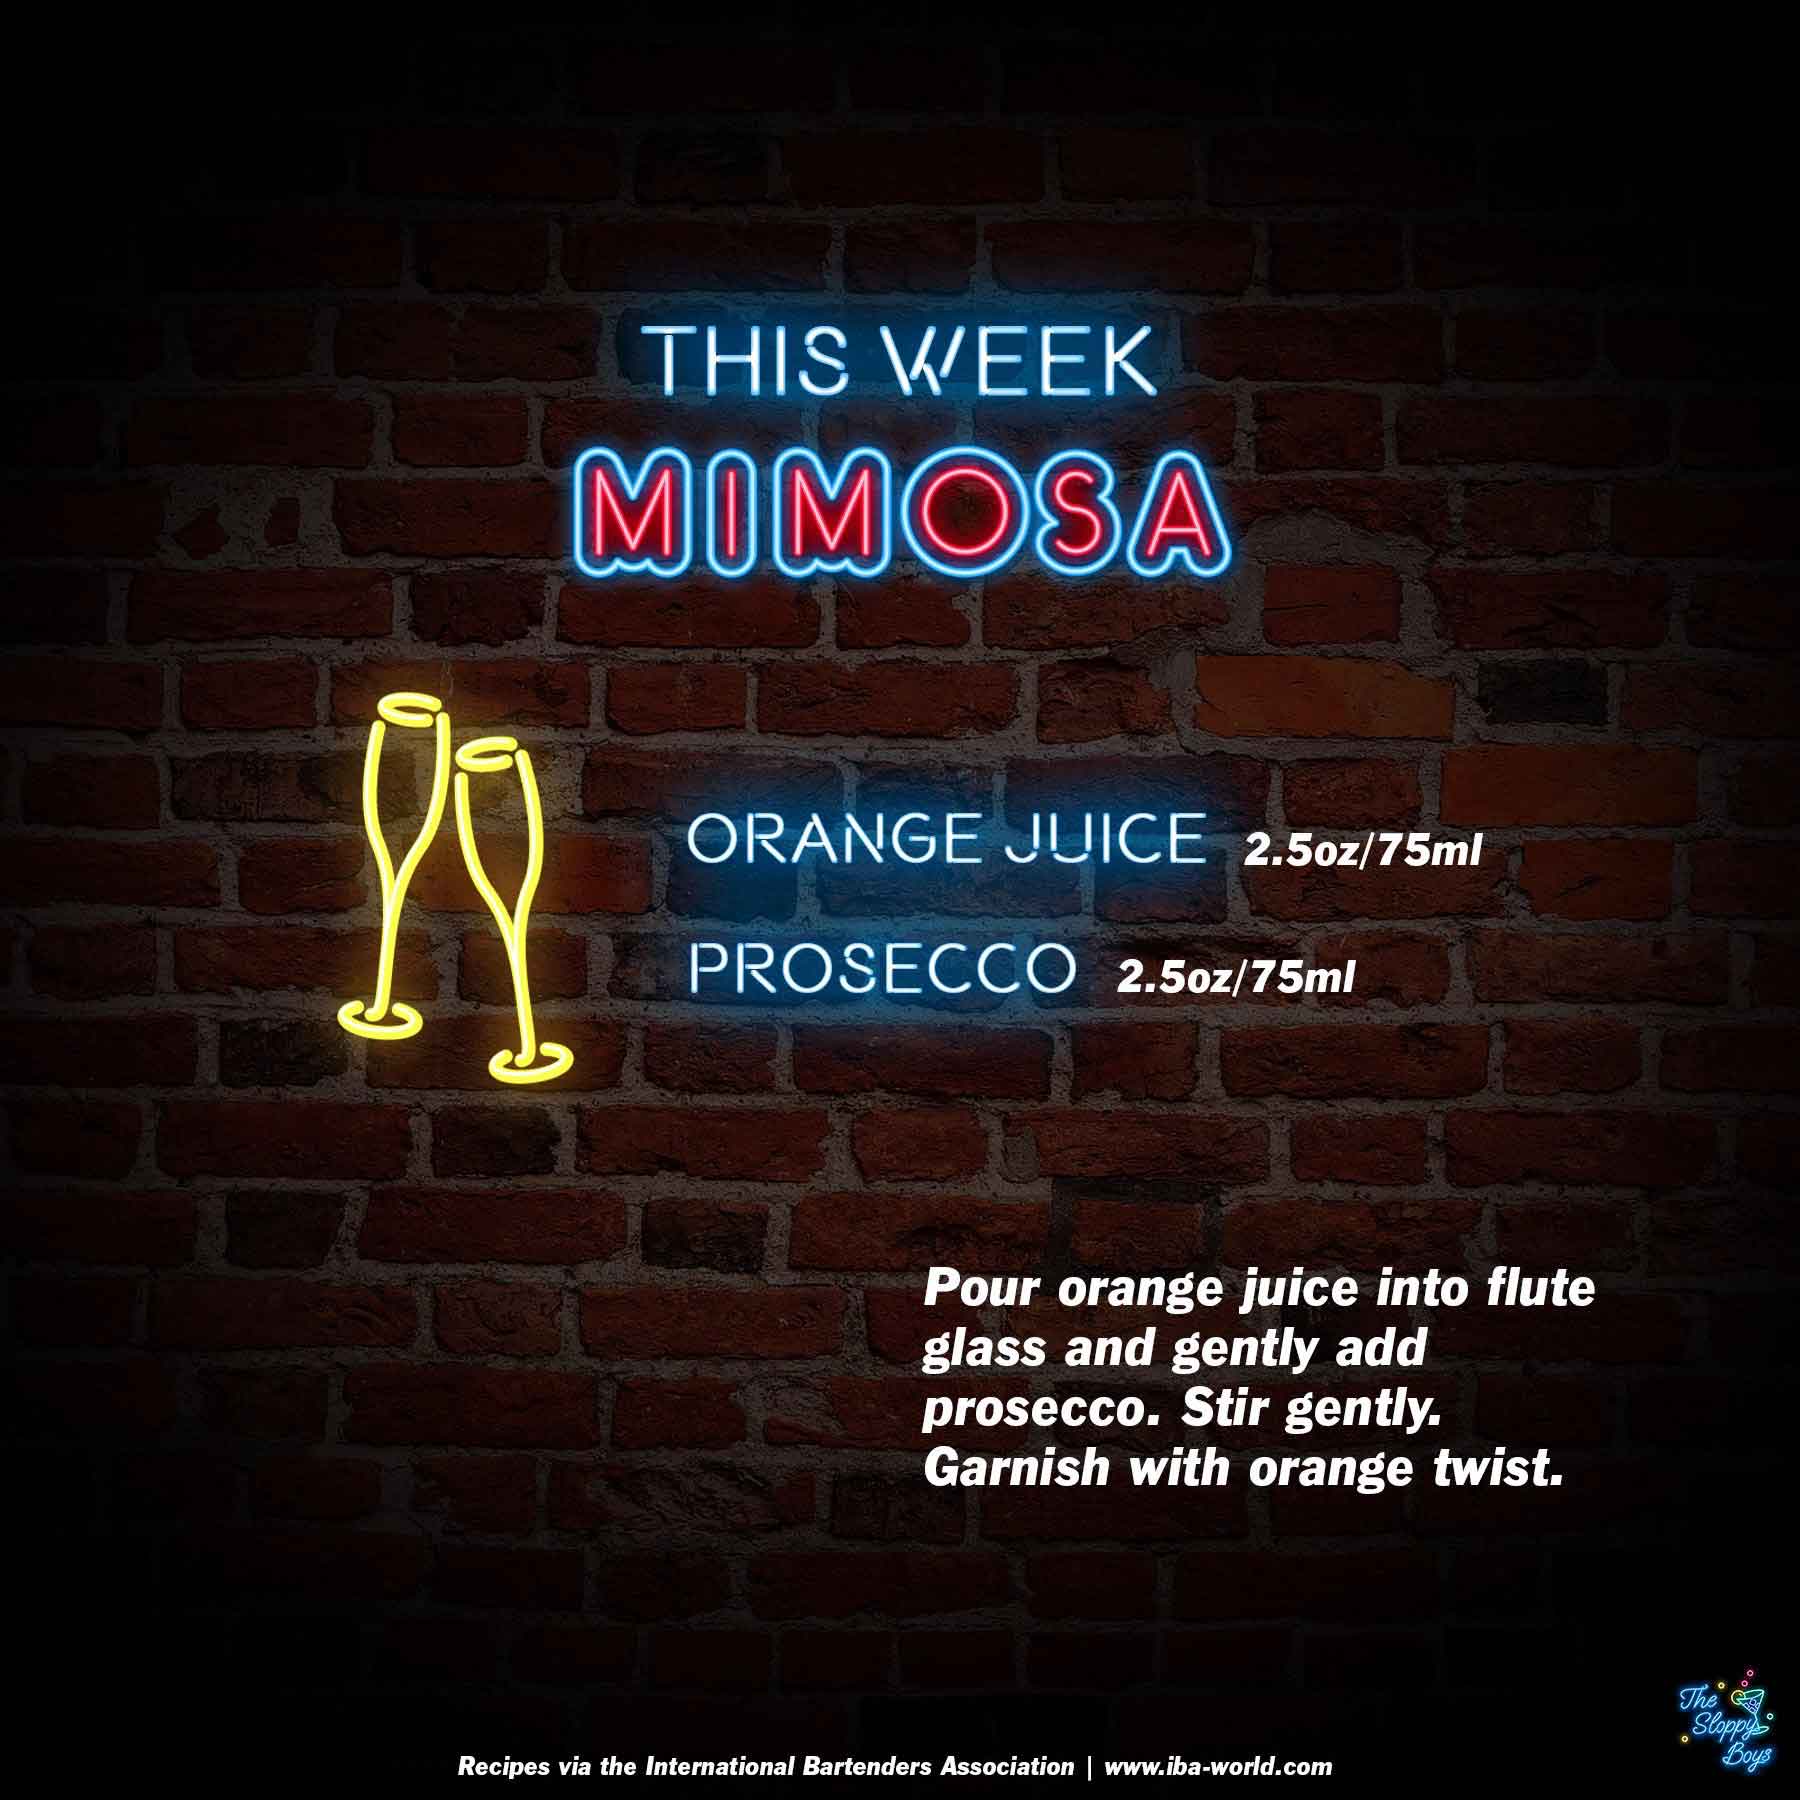 THIS WEEK
MIMOSA
ORANGE JUICE 2.5oz/75ml
PROSECCO 2.5oz/75ml
Pour orange juice into flute
glass and gently add
prosecco. Stir gently.
Garnish with orange twist.
The
Sloppy
Boys
Recipes via the International Bartenders Association | www.iba-world.com